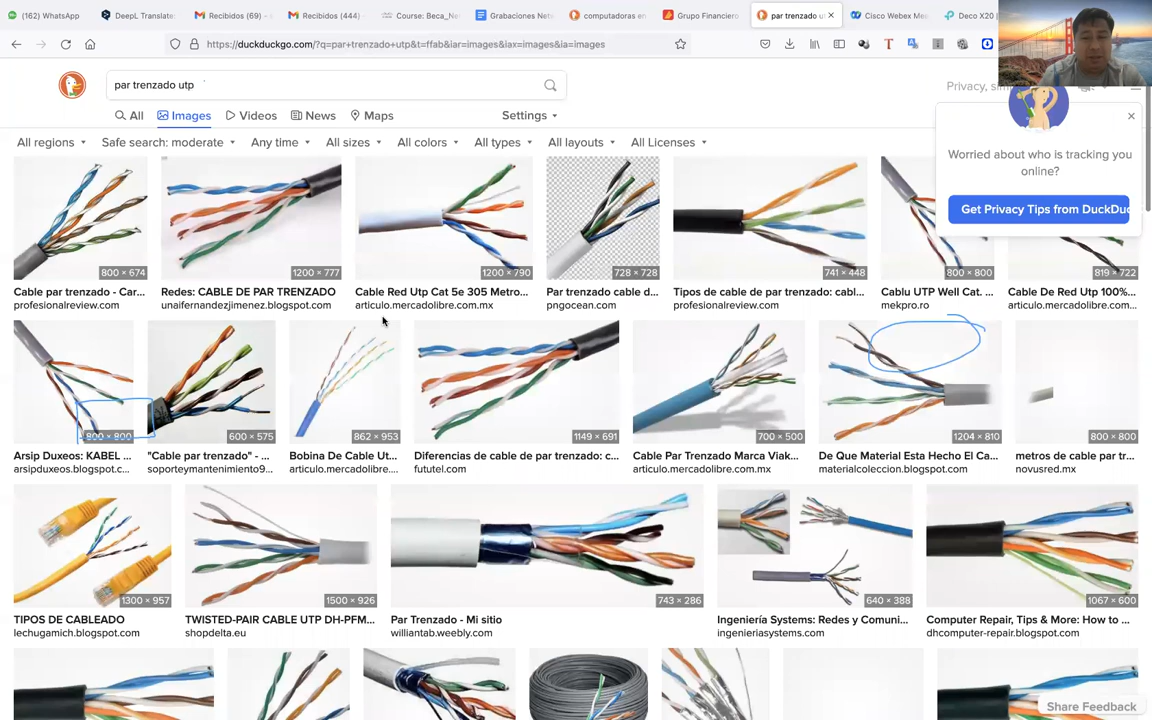 (162) WhatsApp
DeepL Translate:
Recibidos (69) –
Recibidos (444)
Course: Beca_Ne
Grabaciones Net
computadoras en
Grupo Financiero
par trenzado ut
Cisco Webex Me
Deco X20 |
https://duckduckgo.com/?q=par+trenzado+utp&t=ffab&iar=images&iax=images&ia=images
par trenzado utp
Privacy, sim
All
Images
Videos
News
Maps
Settings
All regions
Safe search: moderate
Any time
All sizes
All colors
All types
All layouts
All Licenses
Worried about who is tracking you
online?
Get Privacy Tips from DuckDuc
800 × 674
1200 × 777
1200 × 790
728 × 728
741 × 448
800 × 800
819 × 722
Cable par trenzado - Car...
Redes: CABLE DE PAR TRENZADO
Cable Red Utp Cat 5e 305 Metro...
Par trenzado cable d...
Tipos de cable de par trenzado: cabl...
Cablu UTP Well Cat. ...
Cable De Red Utp 100%...
profesionalreview.com
unaifernandezjimenez.blogspot.com
articulo.mercadolibre.com.mx
pngocean.com
profesionalreview.com
mekpro.ro
articulo.mercadolibre.com...
800 × 800
600 × 575
862 × 953
1149 × 691
700 × 500
1204 × 810
800 × 800
Arsip Duxeos: KABEL ...
"Cable par trenzado" - ...
Bobina De Cable Ut...
Diferencias de cable de par trenzado: c...
Cable Par Trenzado Marca Viak...
De Que Material Esta Hecho El Ca...
metros de cable par tr...
arsipduxeos.blogspot.c...
soporteymantenimiento9...
articulo.mercadolibre....
fututel.com
articulo.mercadolibre.com.mx
materialcoleccion.blogspot.com
novusred.mx
1300 × 957
1500 × 926
743 × 286
640 × 388
1067 × 600
TIPOS DE CABLEADO
TWISTED-PAIR CABLE UTP DH-PFM...
Par Trenzado - Mi sitio
Ingeniería Systems: Redes y Comuni...
Computer Repair, Tips & More: How to ...
lechugamich.blogspot.com
shopdelta.eu
williantab.weebly.com
ingenieriasystems.com
dhcomputer-repair.blogspot.com
Share Feedback